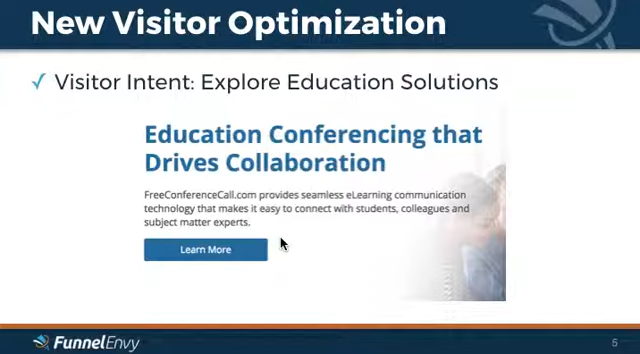 New Visitor Optimization
✓ Visitor Intent: Explore Education Solutions
Education Conferencing that
Drives Collaboration
FreeConferenceCall.com provides seamless eLearning communication
technology that makes it easy to connect with students, colleagues and
subject matter experts.
Learn More
FunnelEnvy
5